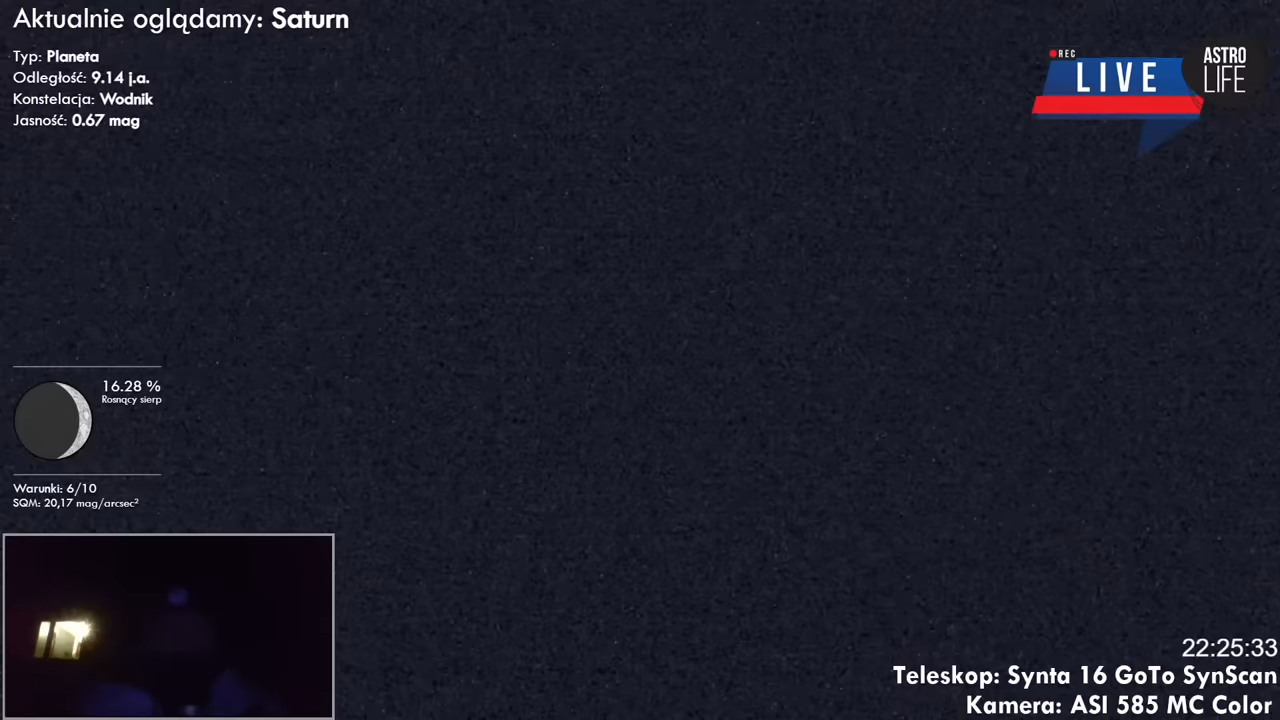 Aktualnie oglądamy: Saturn
Typ: Planeta
Odległość: 9.14 j.a.
Konstelacja: Wodnik
Jasność: 0.67 mag
REC
LIVE
ASTRO
LIFE
16.28 %
Rosnący sierp
Warunki: 6/10
SQM: 20,17 mag/arcsec²
22:25:33
Teleskop: Synta 16 GoTo SynScan
Kamera: ASI 585 MC Color